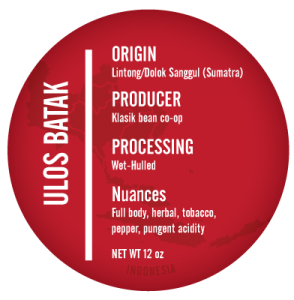 ULOS BATAK
ORIGIN
Lintong/Dolok Sanggul (Sumatra)
PRODUCER
Klasik bean co-op
PROCESSING
Wet-Hulled
Nuances
Full body, herbal, tobacco,
pepper, pungent acidity
NET WT 12 oz
INDONESIA